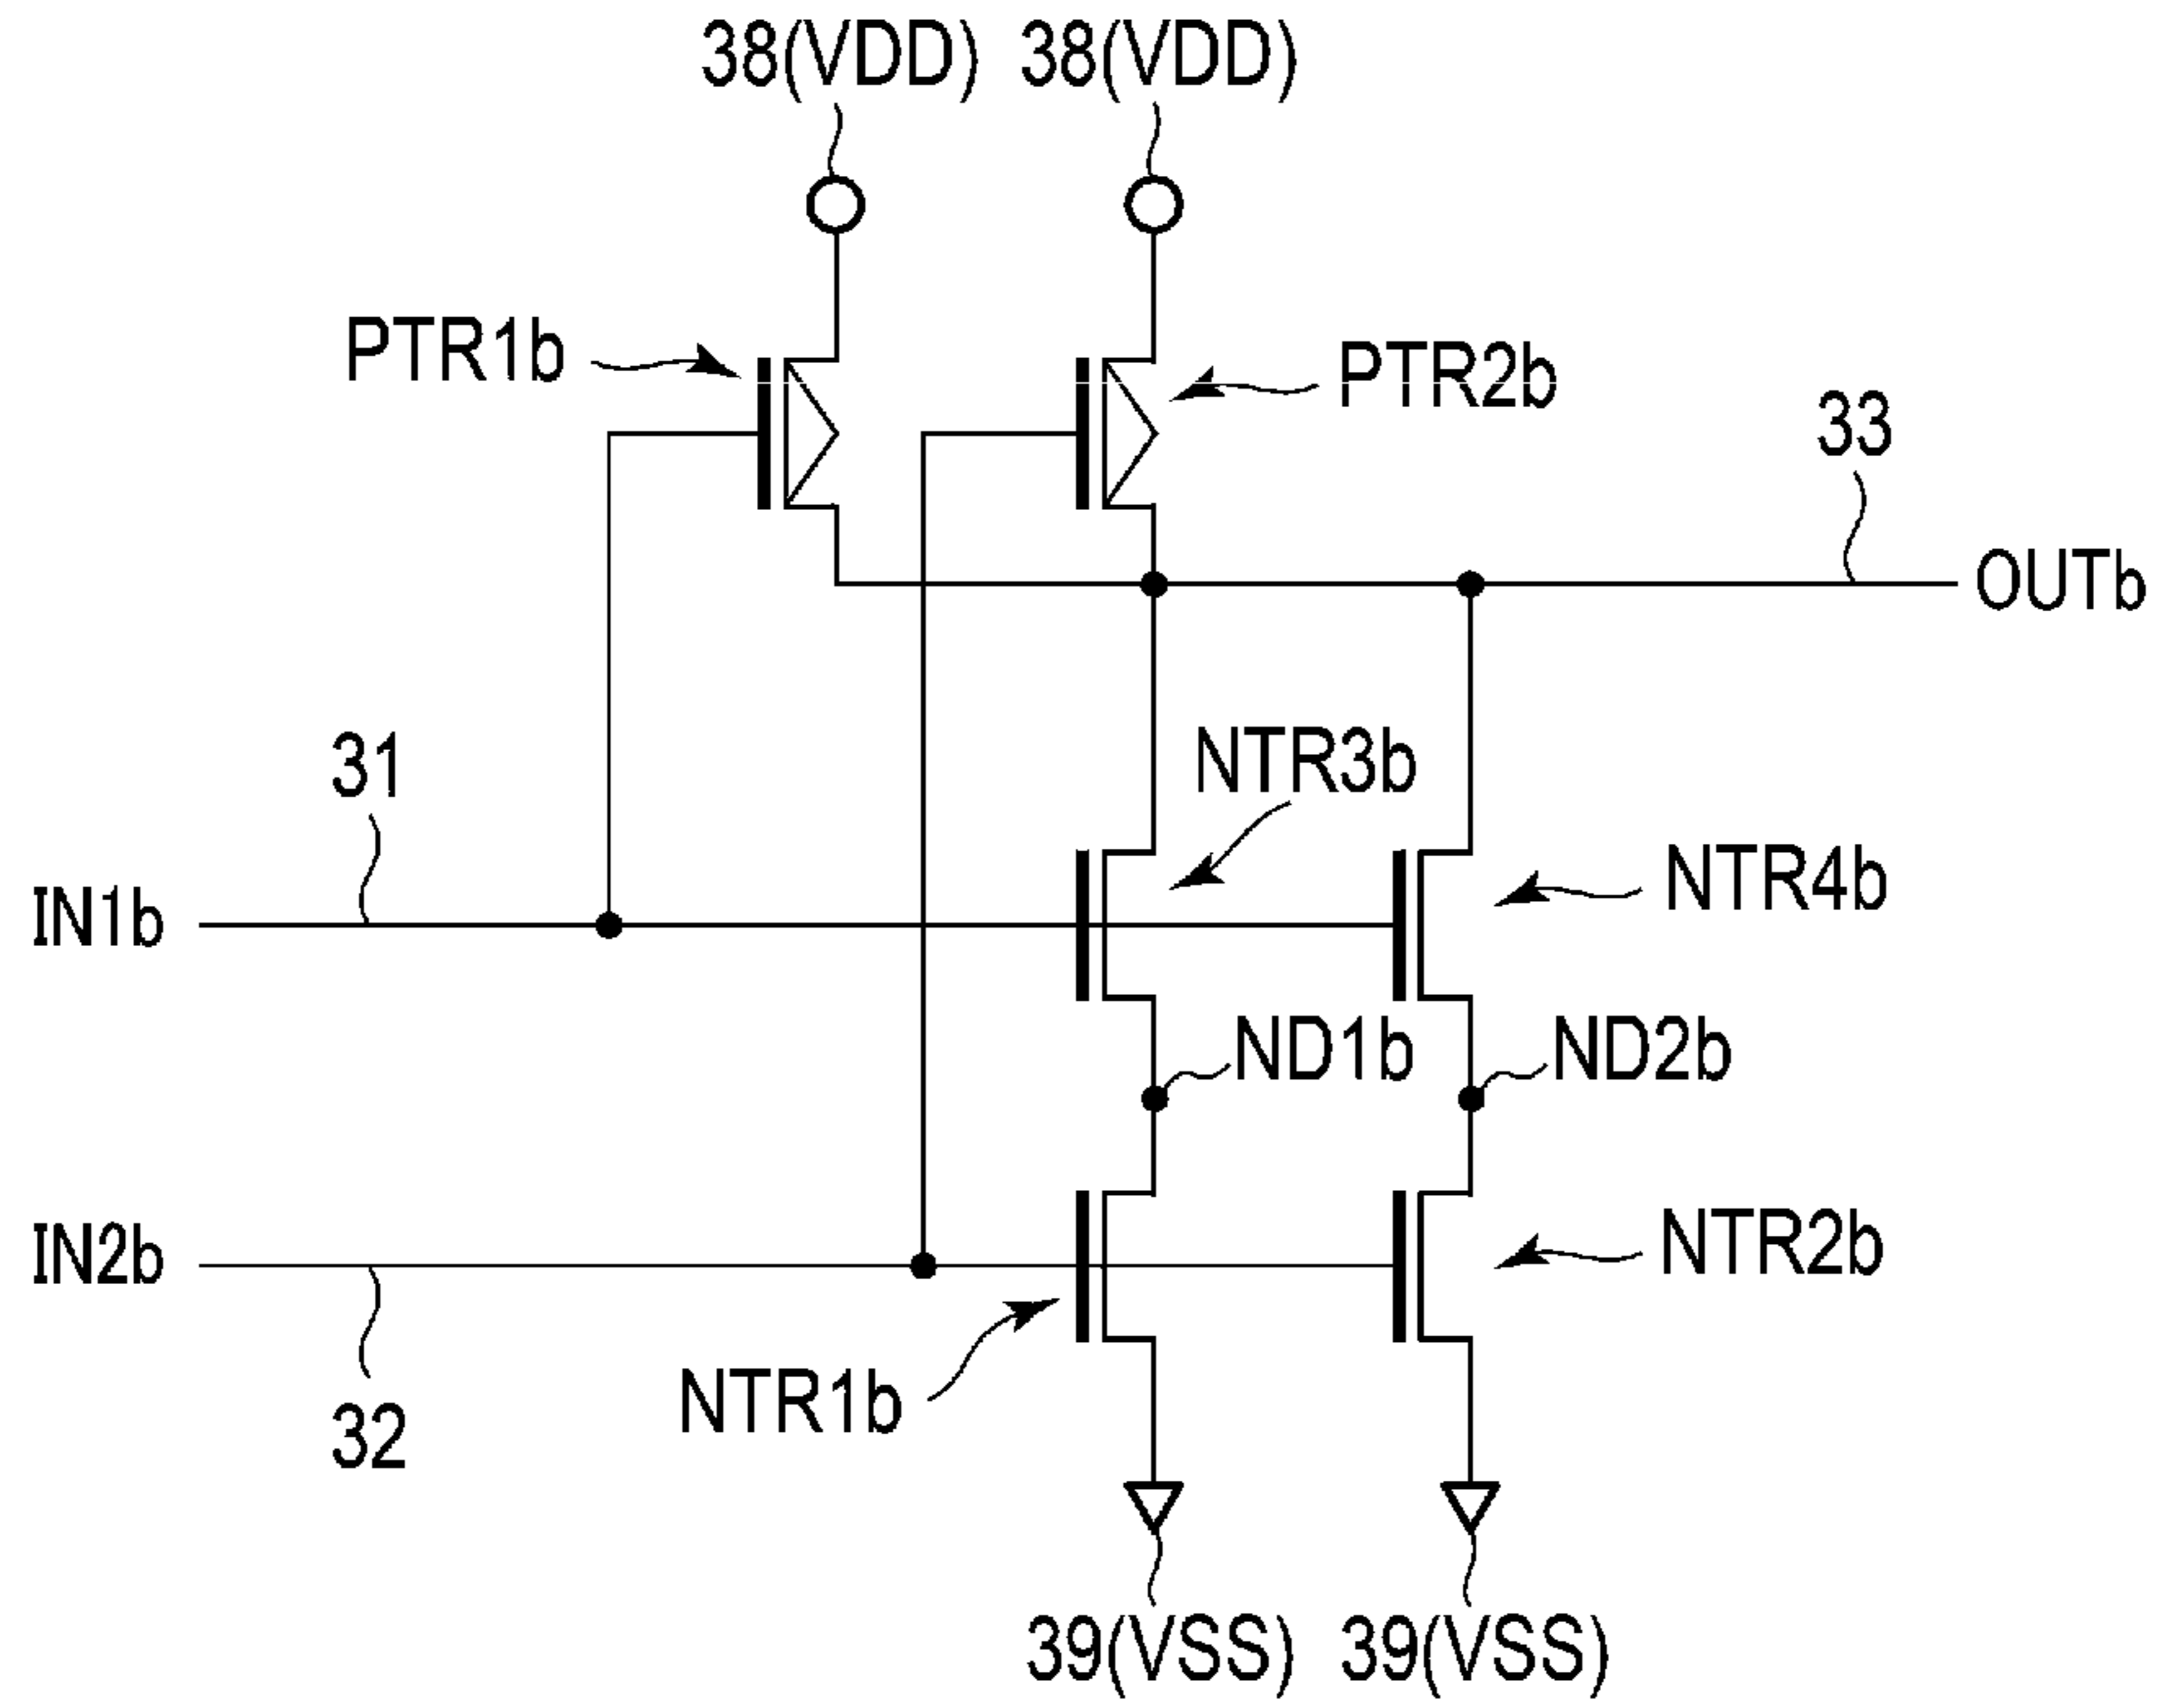 38(VDD) 38(VDD)
PTR1b
PTR2b
33
OUTb
31
NTR3b
NTR4b
IN1b
ND1b
ND2b
IN2b
NTR2b
NTR1b
32
39(VSS) 39(VSS)